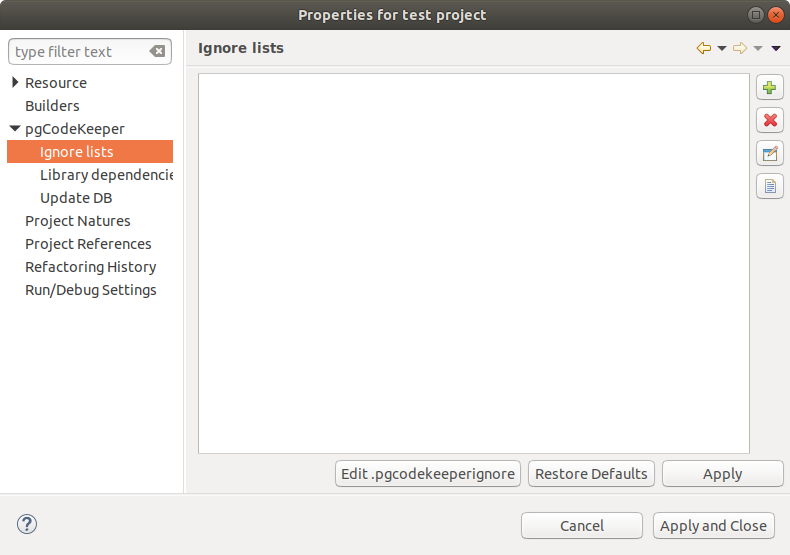 Properties for test project
type filter text
Resource
Builders
pgCodeKeeper
Ignore lists
Library dependencie
Update DB
Project Natures
Project References
Refactoring History
Run/Debug Settings
Ignore lists
Edit .pgcodekeeperignore
Restore Defaults
Apply
?
Cancel
Apply and Close